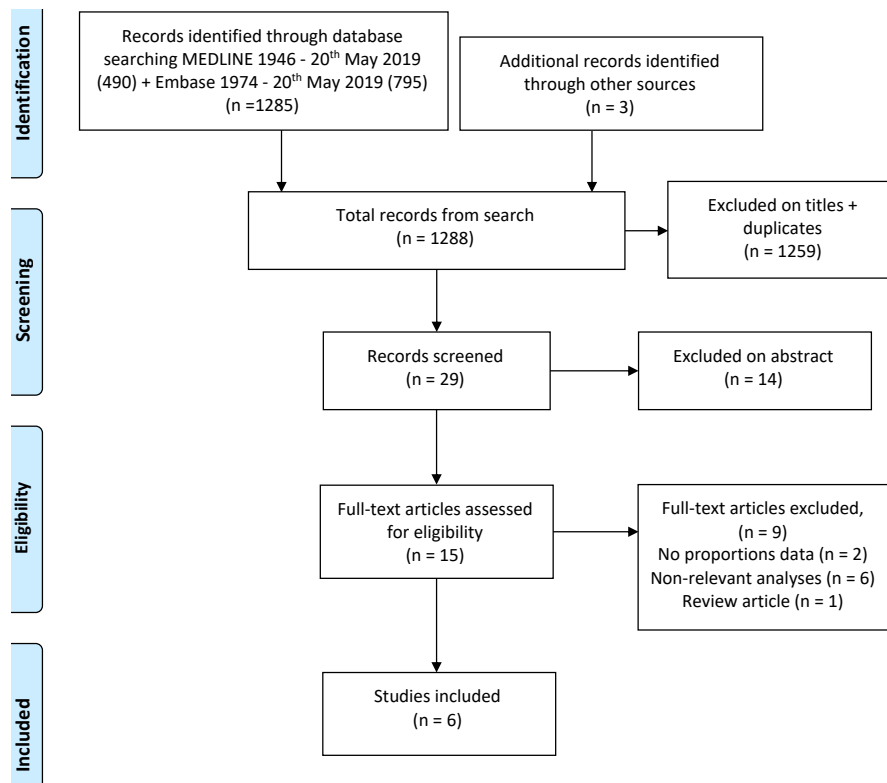 Identification
Records identified through database
searching MEDLINE 1946 - 20th May 2019
(490) + Embase 1974 - 20th May 2019 (795)
(n =1285)
Additional records identified
through other sources
(n = 3)
Screening
Total records from search
(n = 1288)
Excluded on titles +
duplicates
(n = 1259)
Records screened
(n = 29)
Excluded on abstract
(n = 14)
Eligibility
Full-text articles assessed
for eligibility
(n = 15)
Full-text articles excluded,
(n = 9)
No proportions data (n = 2)
Non-relevant analyses (n = 6)
Review article (n = 1)
Included
Studies included
(n = 6)